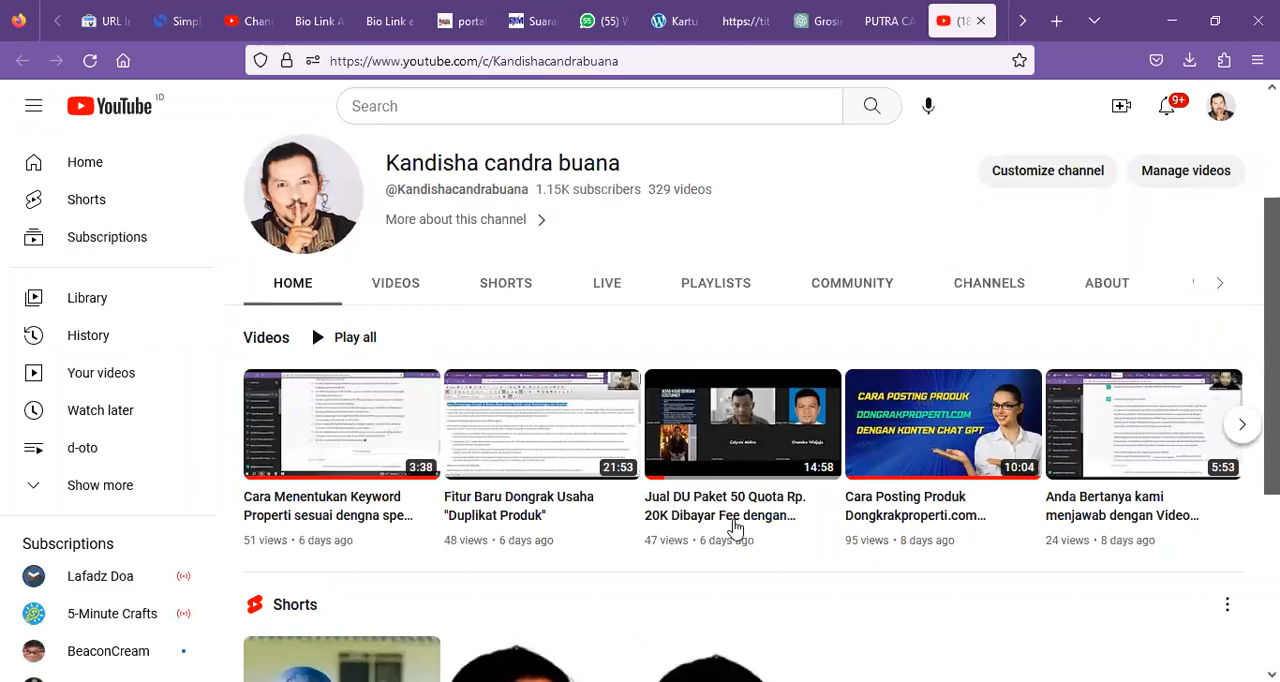 URL I
Simpl
Chan
Bio Link A
Bio Link e
portal
Suara
(55) V
Kartu
https://tit
Grosir
PUTRA CA
(18
https://www.youtube.com/c/Kandishacandrabuana
YouTube ID
Search
9+
Home
Shorts
Subscriptions
Library
History
Your videos
Watch later
d-oto
Show more
Subscriptions
Lafadz Doa
5-Minute Crafts
BeaconCream
Kandisha candra buana
@Kandishacandrabuana 1.15K subscribers 329 videos
More about this channel
Customize channel
Manage videos
HOME VIDEOS SHORTS LIVE PLAYLISTS COMMUNITY CHANNELS ABOUT
Videos Play all
3:38
Cara Menentukan Keyword
Properti sesuai dengna spe...
51 views • 6 days ago
21:53
Fitur Baru Dongrak Usaha
"Duplikat Produk"
48 views • 6 days ago
14:58
Jual DU Paket 50 Quota Rp.
20K Dibayar Fee dengan...
47 views • 6 days ago
CARA POSTING PRODUK
DONGRAKPROPERTI.COM
DENGAN KONTEN CHAT GPT
10:04
Cara Posting Produk
Dongkrakproperti.com...
95 views • 8 days ago
5:53
Anda Bertanya kami
menjawab dengan Video...
24 views • 8 days ago
Shorts